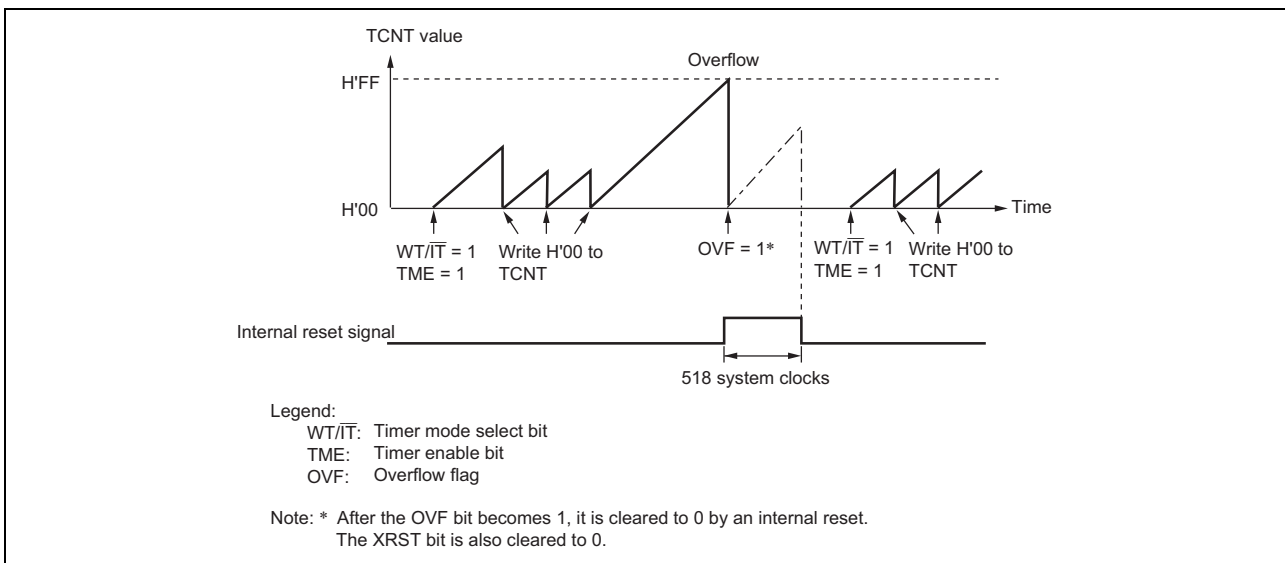 TCNT value
Overflow
H'FF
H'00
Time
WT/I̅T̅ = 1
TME = 1
Write H'00 to
TCNT
OVF = 1*
WT/I̅T̅ = 1
TME = 1
Write H'00 to
TCNT
Internal reset signal
518 system clocks
Legend:
WT/I̅T̅: Timer mode select bit
TME: Timer enable bit
OVF: Overflow flag
Note: * After the OVF bit becomes 1, it is cleared to 0 by an internal reset.
The XRST bit is also cleared to 0.